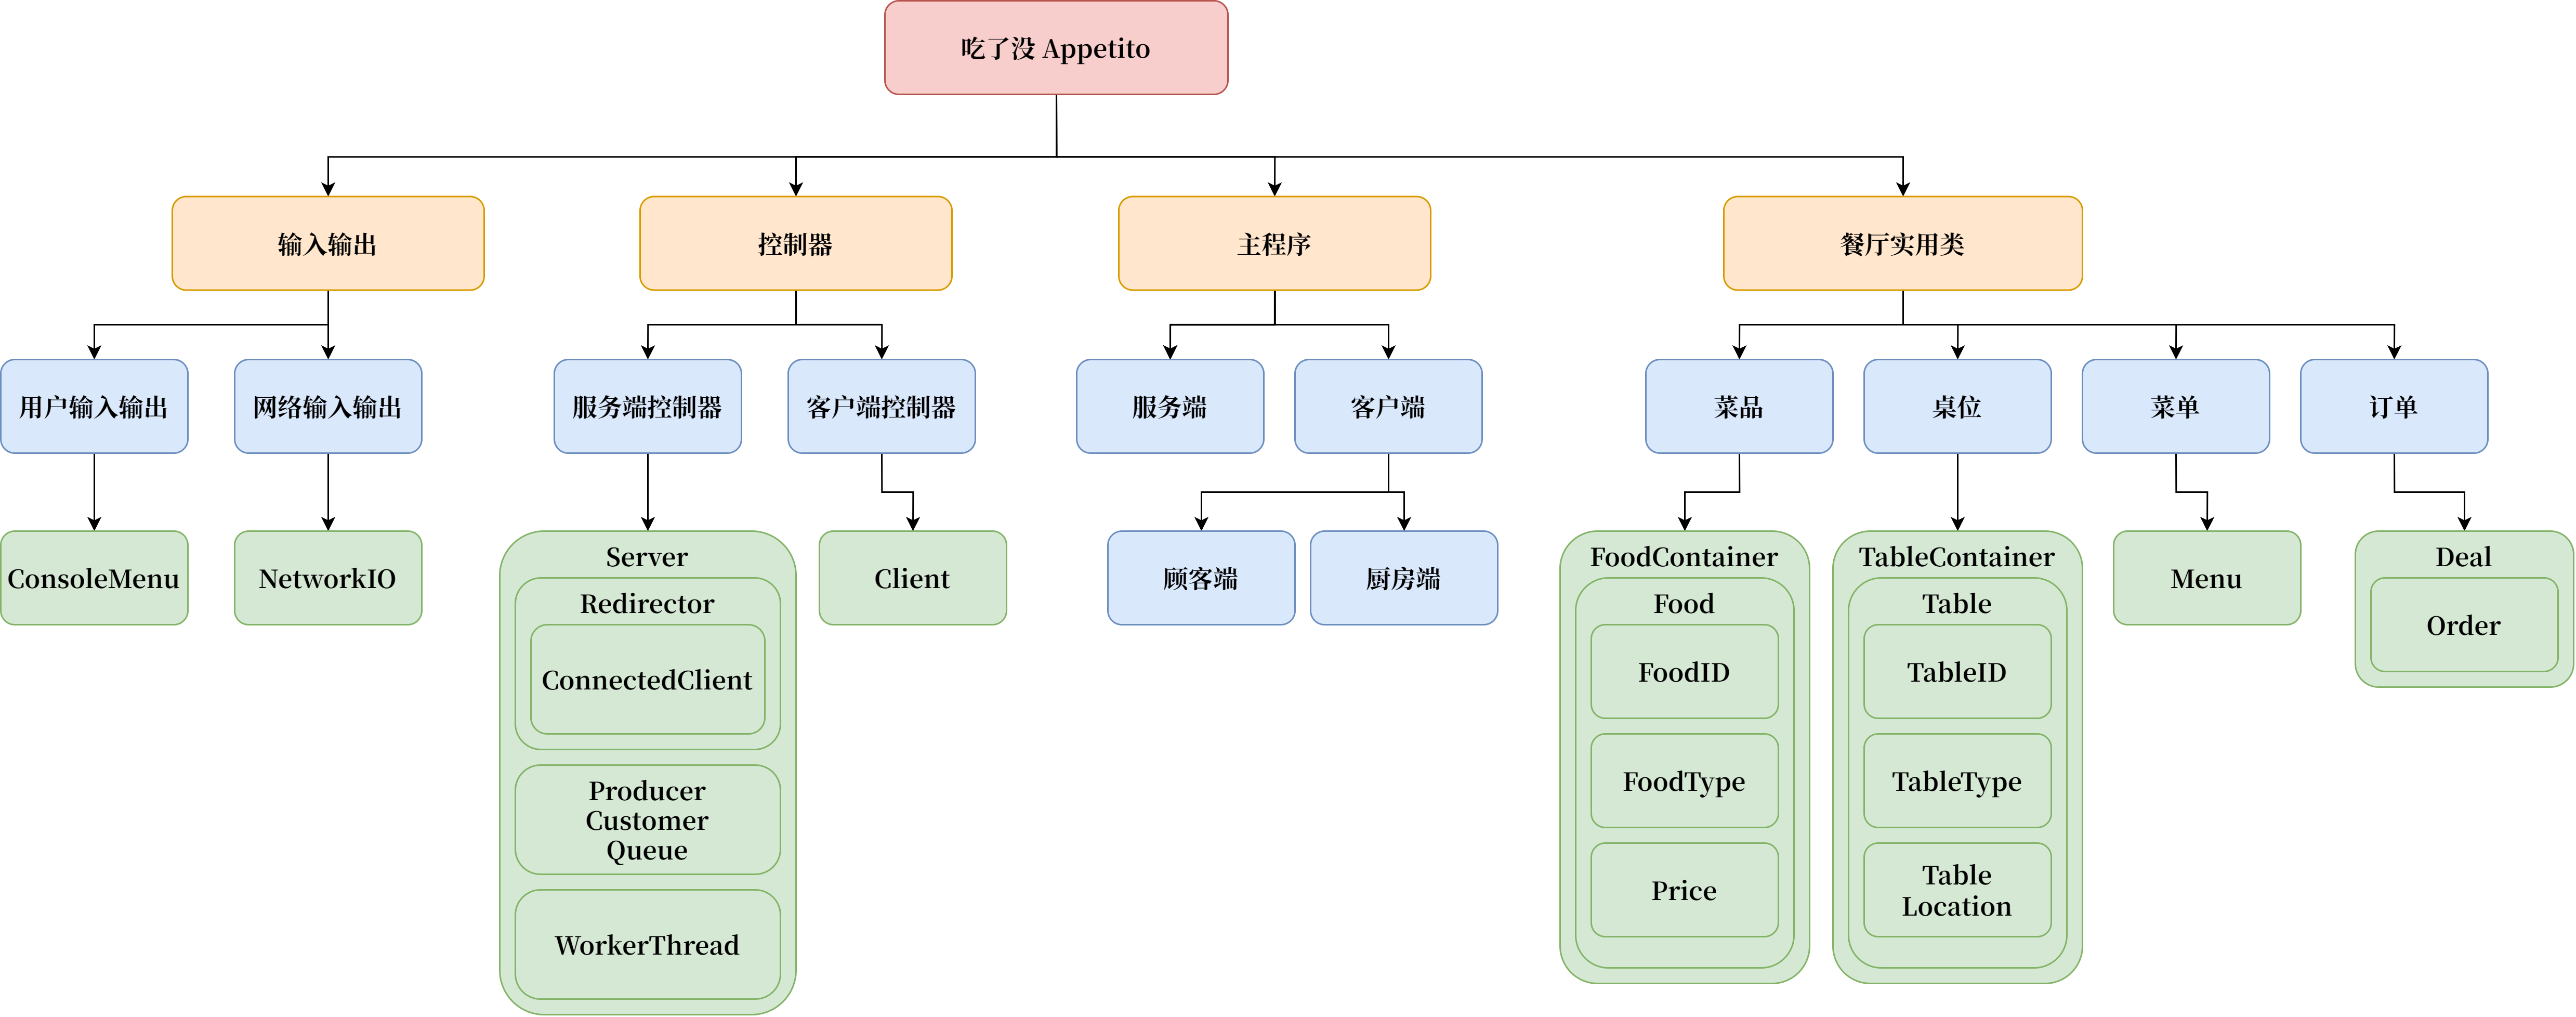 吃了没 Appetito
输入输出
控制器
主程序
餐厅实用类
用户输入输出
网络输入输出
服务端控制器
客户端控制器
服务端
客户端
菜品
桌位
菜单
订单
ConsoleMenu
NetworkIO
Server
Redirector
ConnectedClient
Producer
Customer
Queue
WorkerThread
Client
顾客端
厨房端
FoodContainer
Food
FoodID
FoodType
Price
TableContainer
Table
TableID
TableType
Table
Location
Menu
Deal
Order